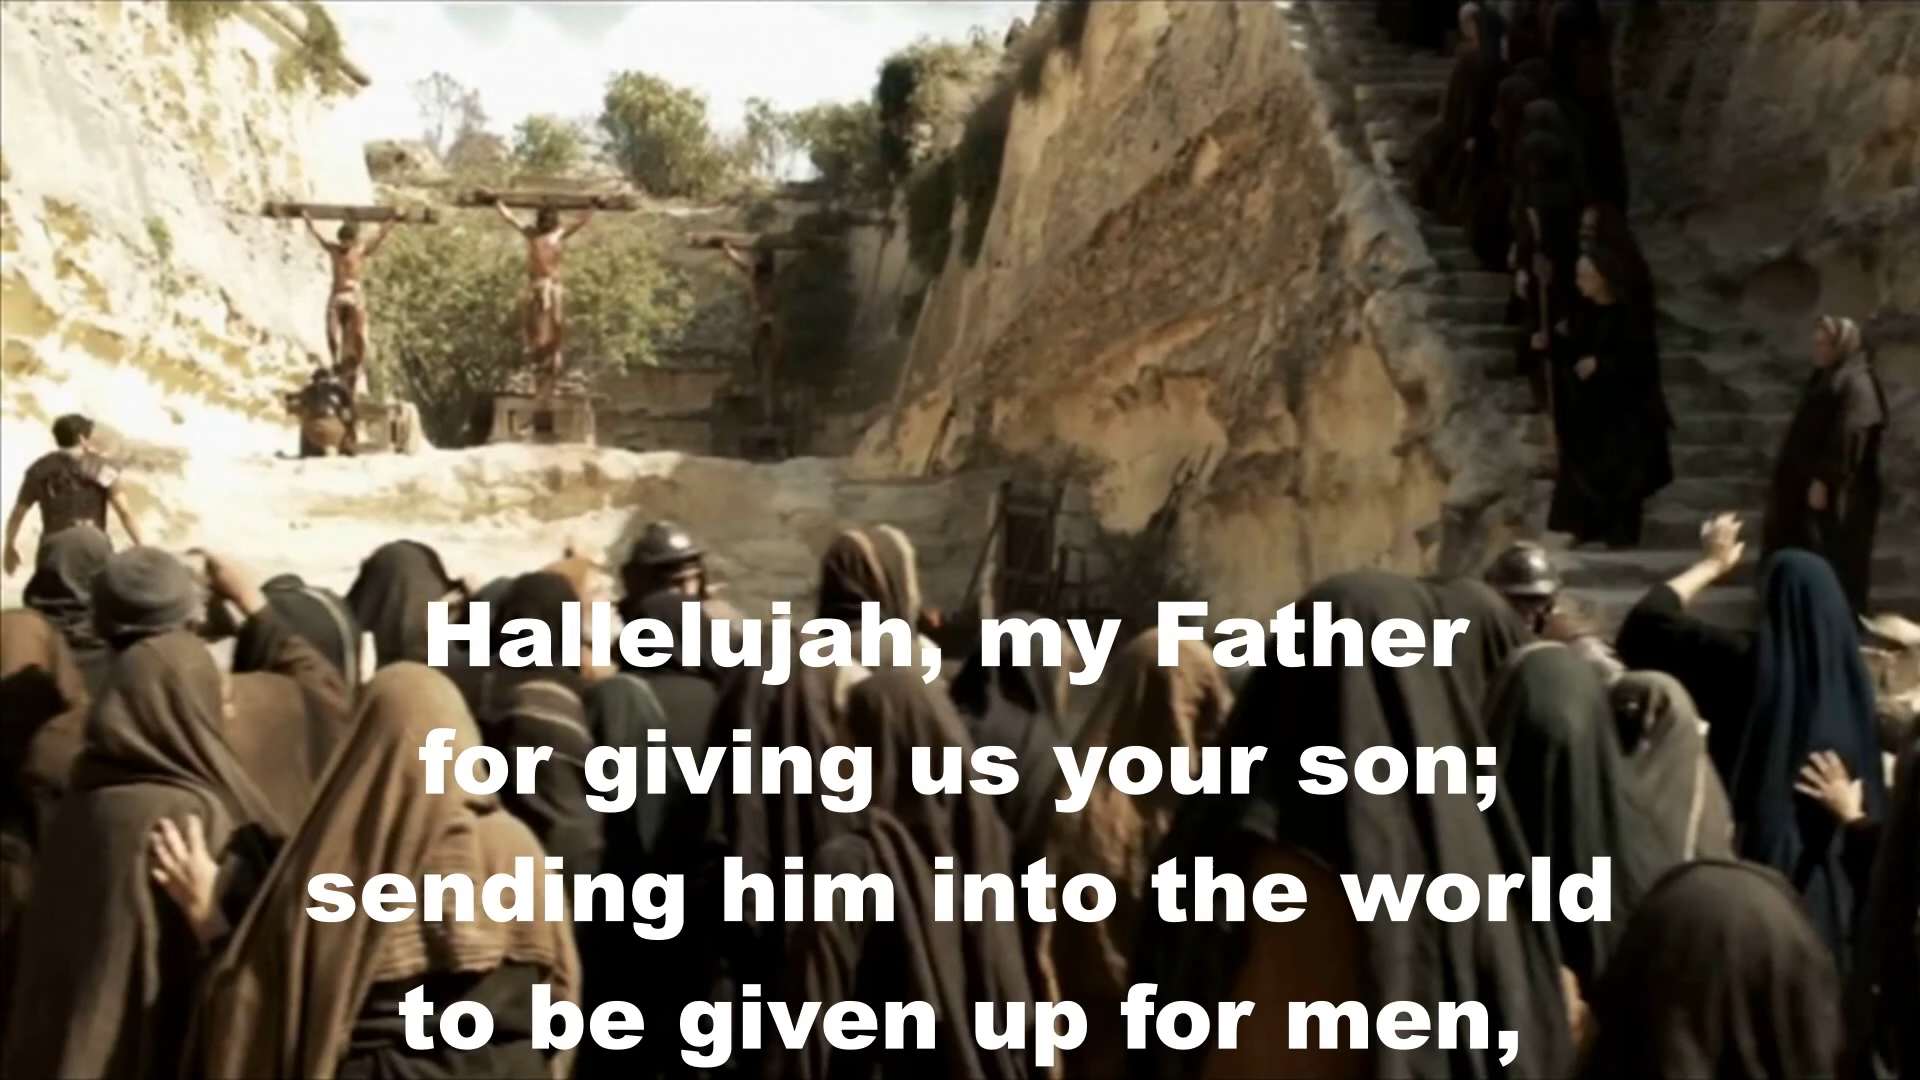 Hallelujah, my Father
for giving us your son;
sending him into the world
to be given up for men,